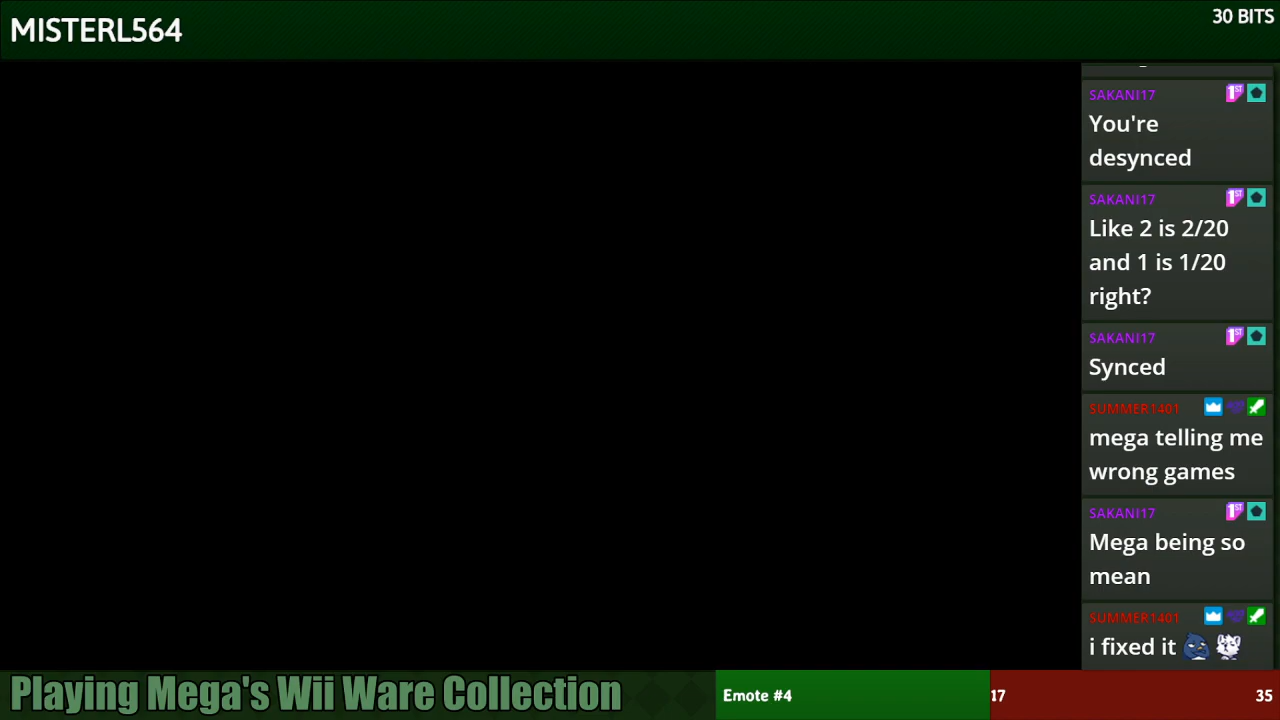 MISTERL564
30 BITS
SAKANI17
You're
desynced
SAKANI17
Like 2 is 2/20
and 1 is 1/20
right?
SAKANI17
Synced
SUMMER1401
mega telling me
wrong games
SAKANI17
Mega being so
mean
SUMMER1401
i fixed it
Playing Mega's Wii Ware Collection
Emote #4
17
35